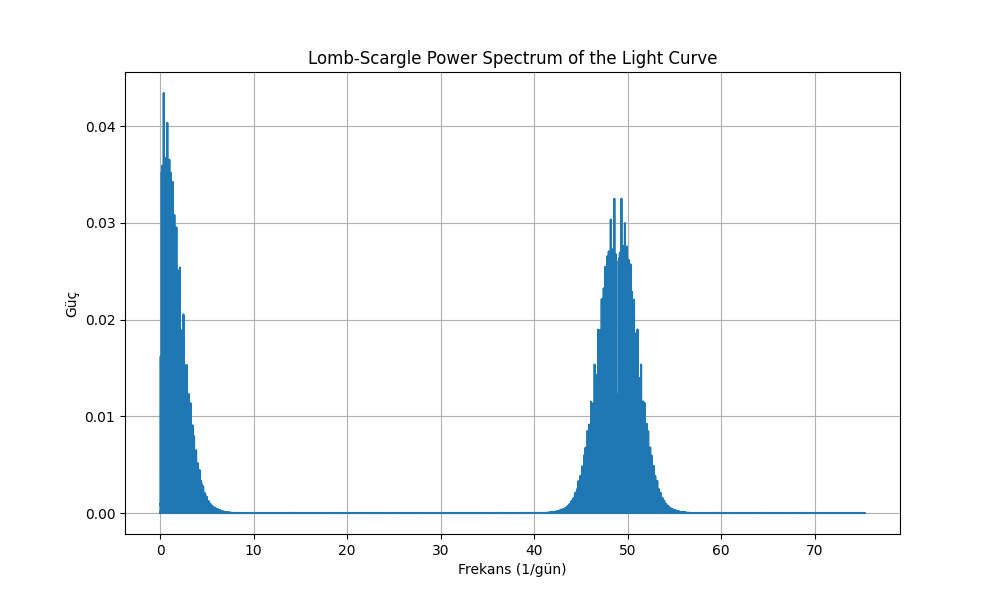 Lomb-Scargle Power Spectrum of the Light Curve
Güç
0.04
0.03
0.02
0.01
0.00
0 10 20 30 40 50 60 70
Frekans (1/gün)